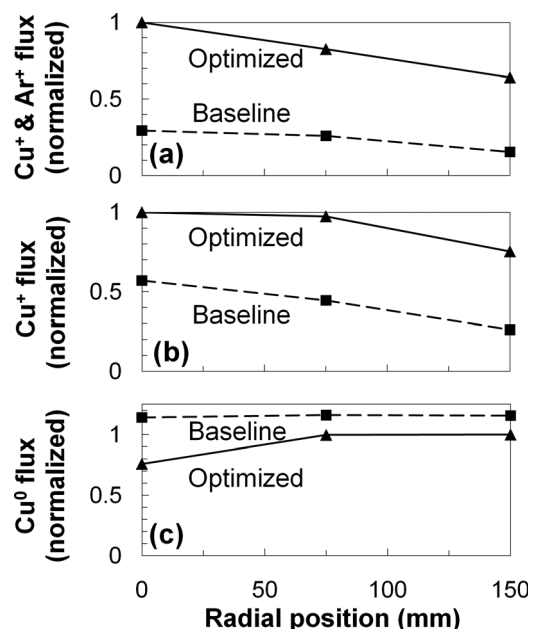 Cu⁺ & Ar⁺ flux
(normalized)
1
0.5
0
Optimized
Baseline
(a)
Cu⁺ flux
(normalized)
1
0.5
0
Optimized
Baseline
(b)
Cu⁰ flux
(normalized)
1
0.5
0
Baseline
Optimized
(c)
0 50 100 150
Radial position (mm)